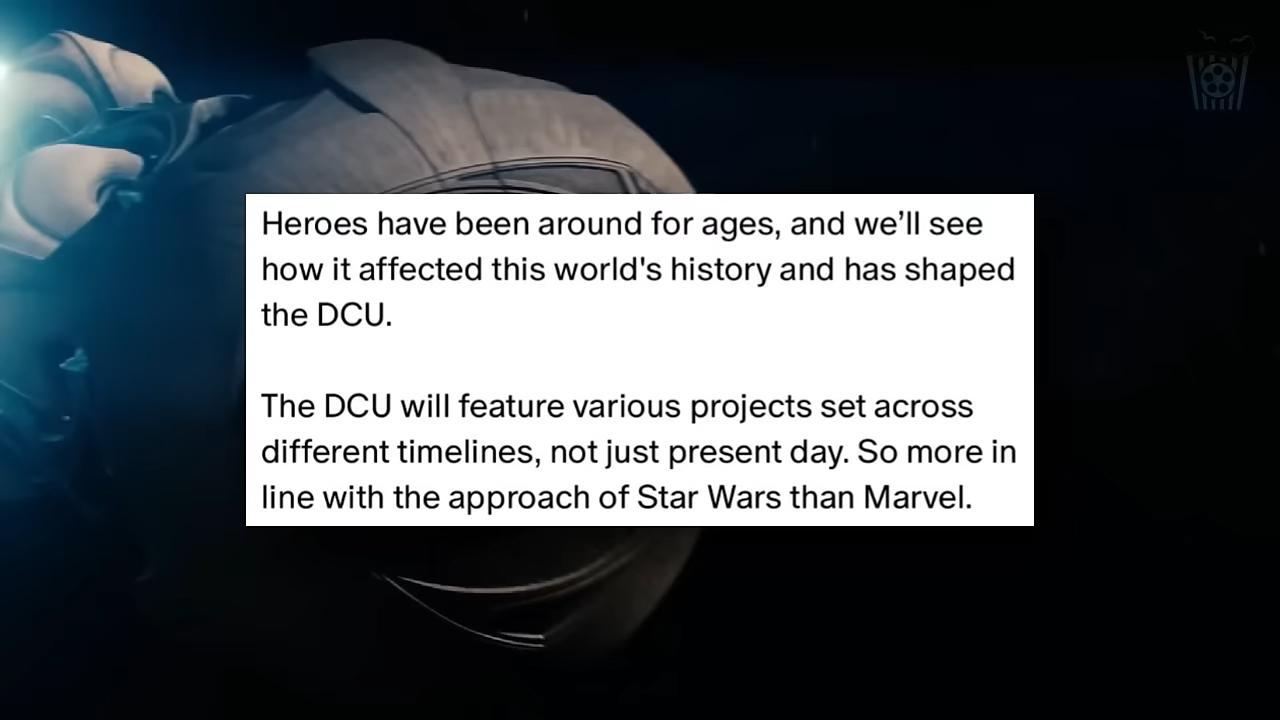 Heroes have been around for ages, and we’ll see
how it affected this world's history and has shaped
the DCU.
The DCU will feature various projects set across
different timelines, not just present day. So more in
line with the approach of Star Wars than Marvel.